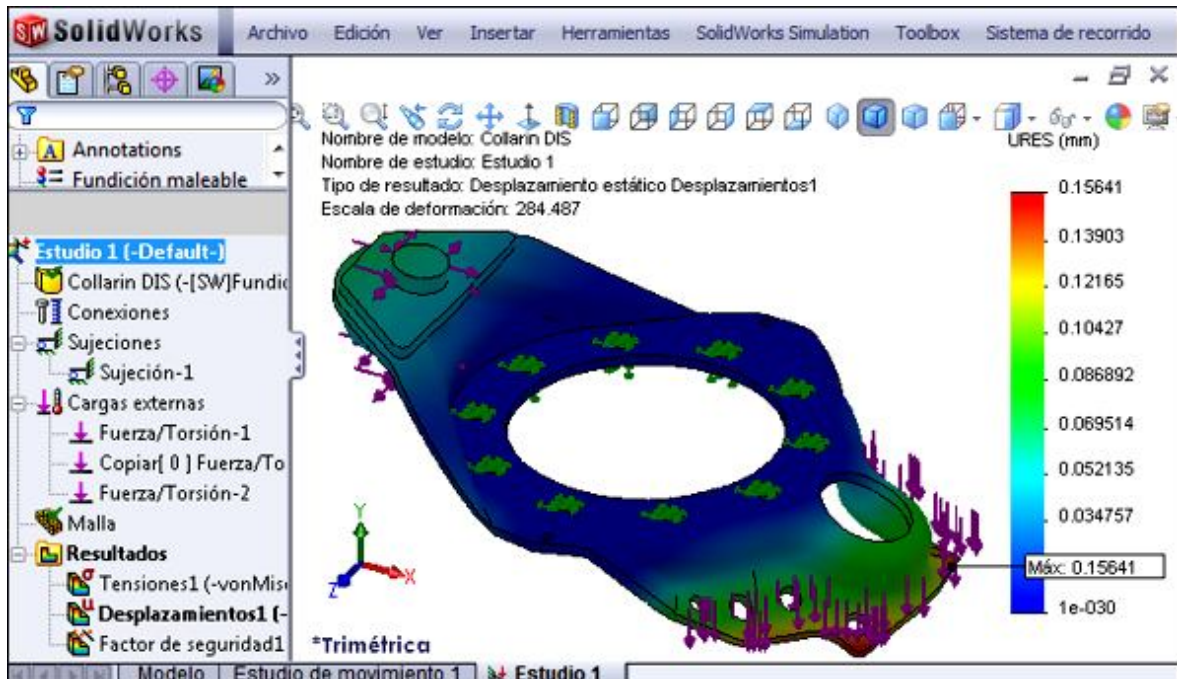 SolidWorks Archivo Edición Ver Insertar Herramientas SolidWorks Simulation Toolbox Sistema de recorrido
Annotations
Fundición maleable
Estudio 1 (-Default-)
Collarin DIS (-[SW]Fundic
Conexiones
Sujeciones
Sujeción-1
Cargas externas
Fuerza/Torsión-1
Copiar[ 0 ] Fuerza/To
Fuerza/Torsión-2
Malla
Resultados
Tensiones1 (-vonMis
Desplazamientos1 (-
Factor de seguridad1
Nombre de modelo: Collarin DIS
Nombre de estudio: Estudio 1
Tipo de resultado: Desplazamiento estático Desplazamientos1
Escala de deformación: 284.487
URES (mm)
0.15641
0.13903
0.12165
0.10427
0.086892
0.069514
0.052135
0.034757
Máx: 0.15641
1e-030
Y
X
Z
*Trimétrica
Modelo Estudio de movimiento 1 Estudio 1